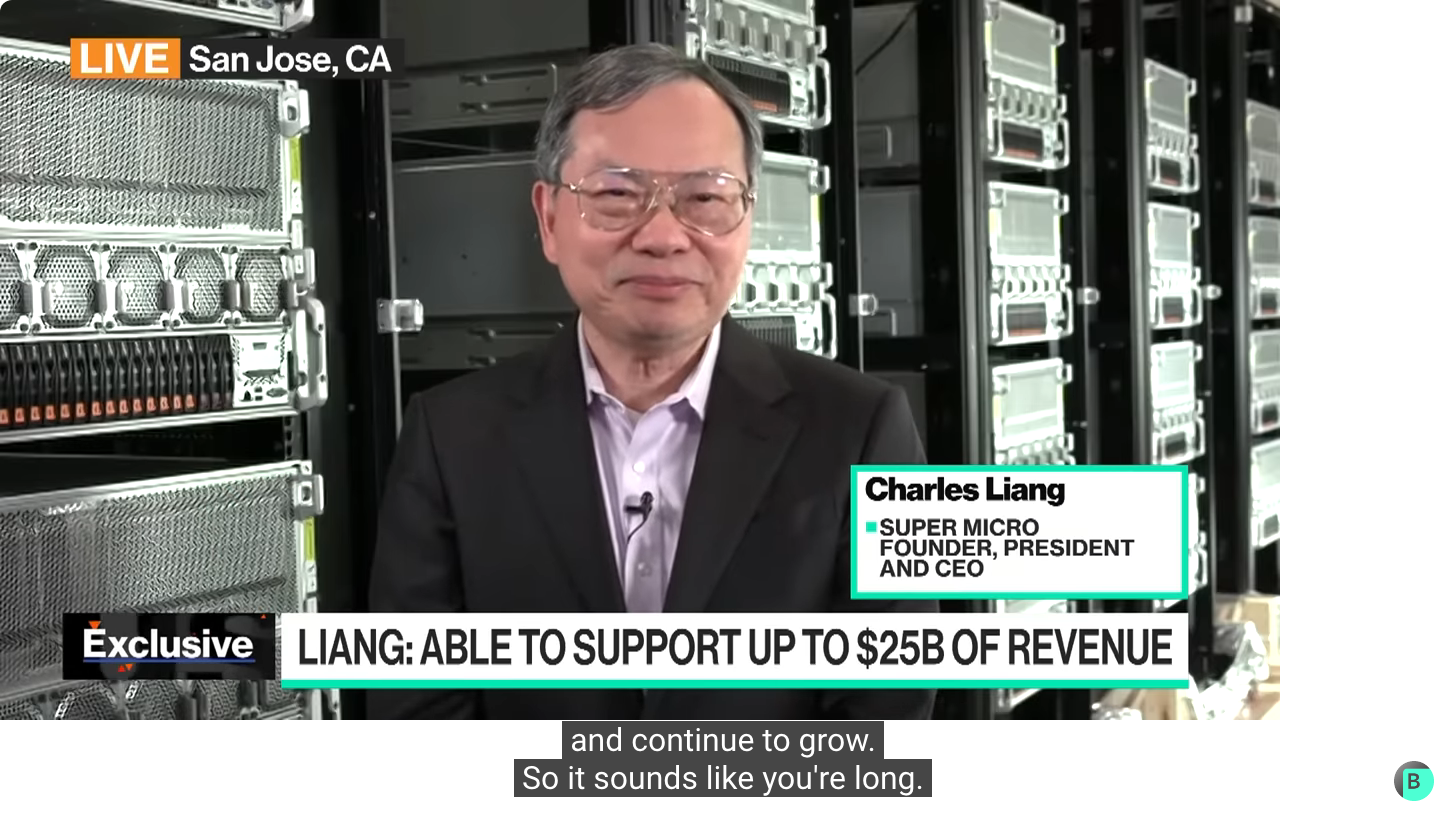 LIVE San Jose, CA
Charles Liang
SUPER MICRO
FOUNDER, PRESIDENT
AND CEO
Exclusive
LIANG: ABLE TO SUPPORT UP TO $25B OF REVENUE
and continue to grow.
So it sounds like you're long.
B